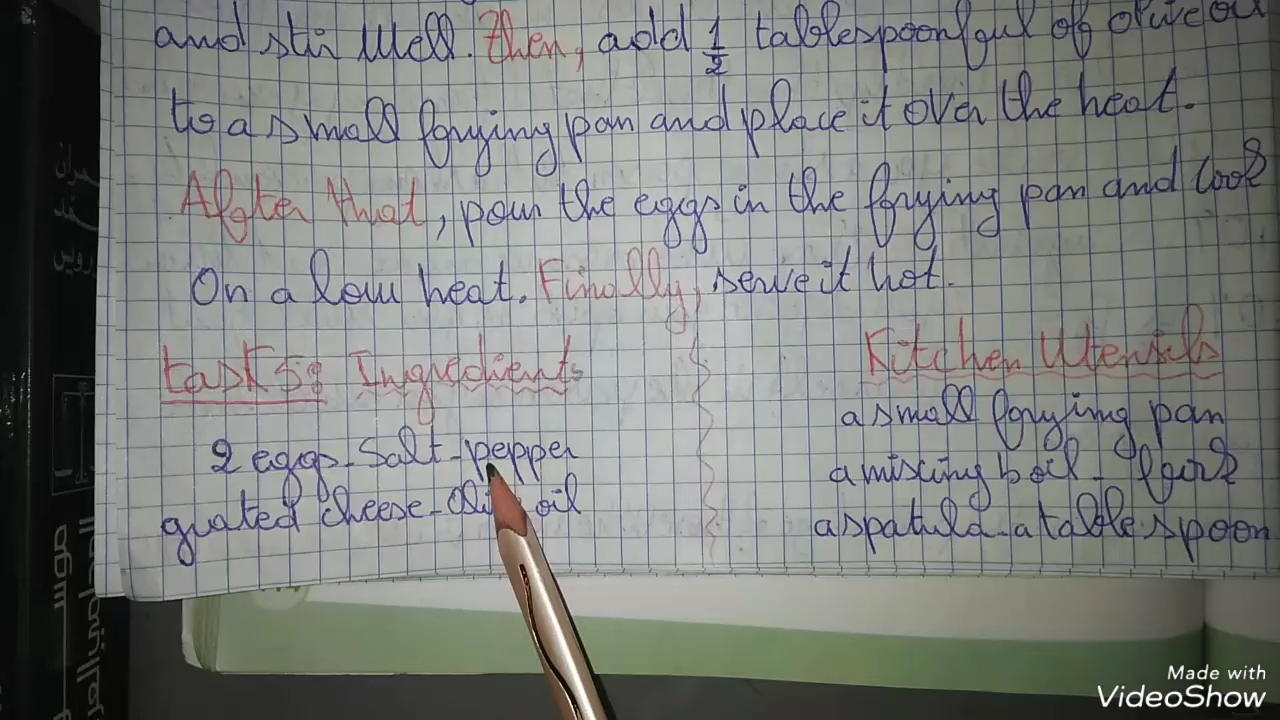 and stir well. Then, add 1/2 tablespoonful of olive oil
to a small frying pan and place it over the heat.
After that, pour the eggs in the frying pan and cook
On a low heat. Finally, serve it hot.
task 5: Ingredients
2 eggs - salt - pepper
grated cheese - oil
Kitchen Utensils
a small frying pan
a mixing boil - fork
a spatula - a table spoon
Made with
VideoShow